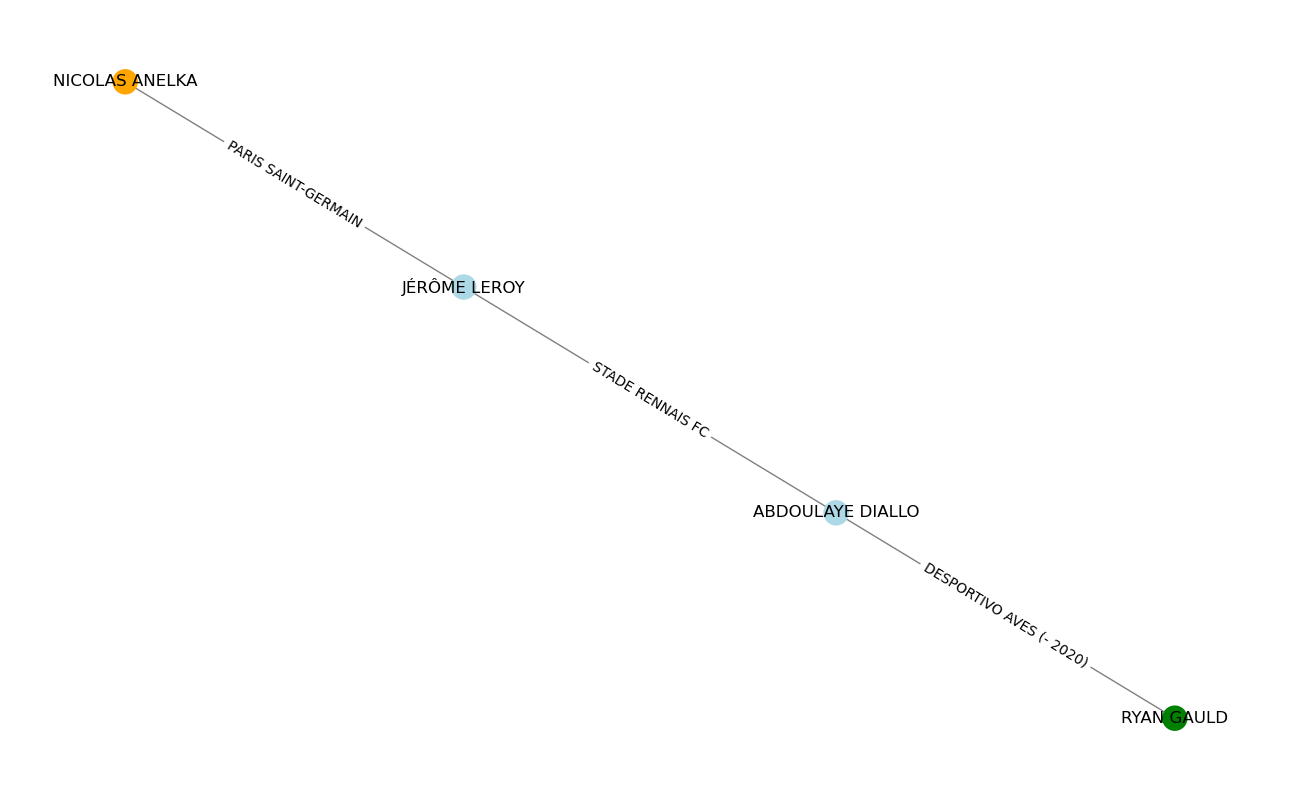 NICOLAS ANELKA
PARIS SAINT-GERMAIN
JÉRÔME LEROY
STADE RENNAIS FC
ABDOULAYE DIALLO
DESPORTIVO AVES (- 2020)
RYAN GAULD